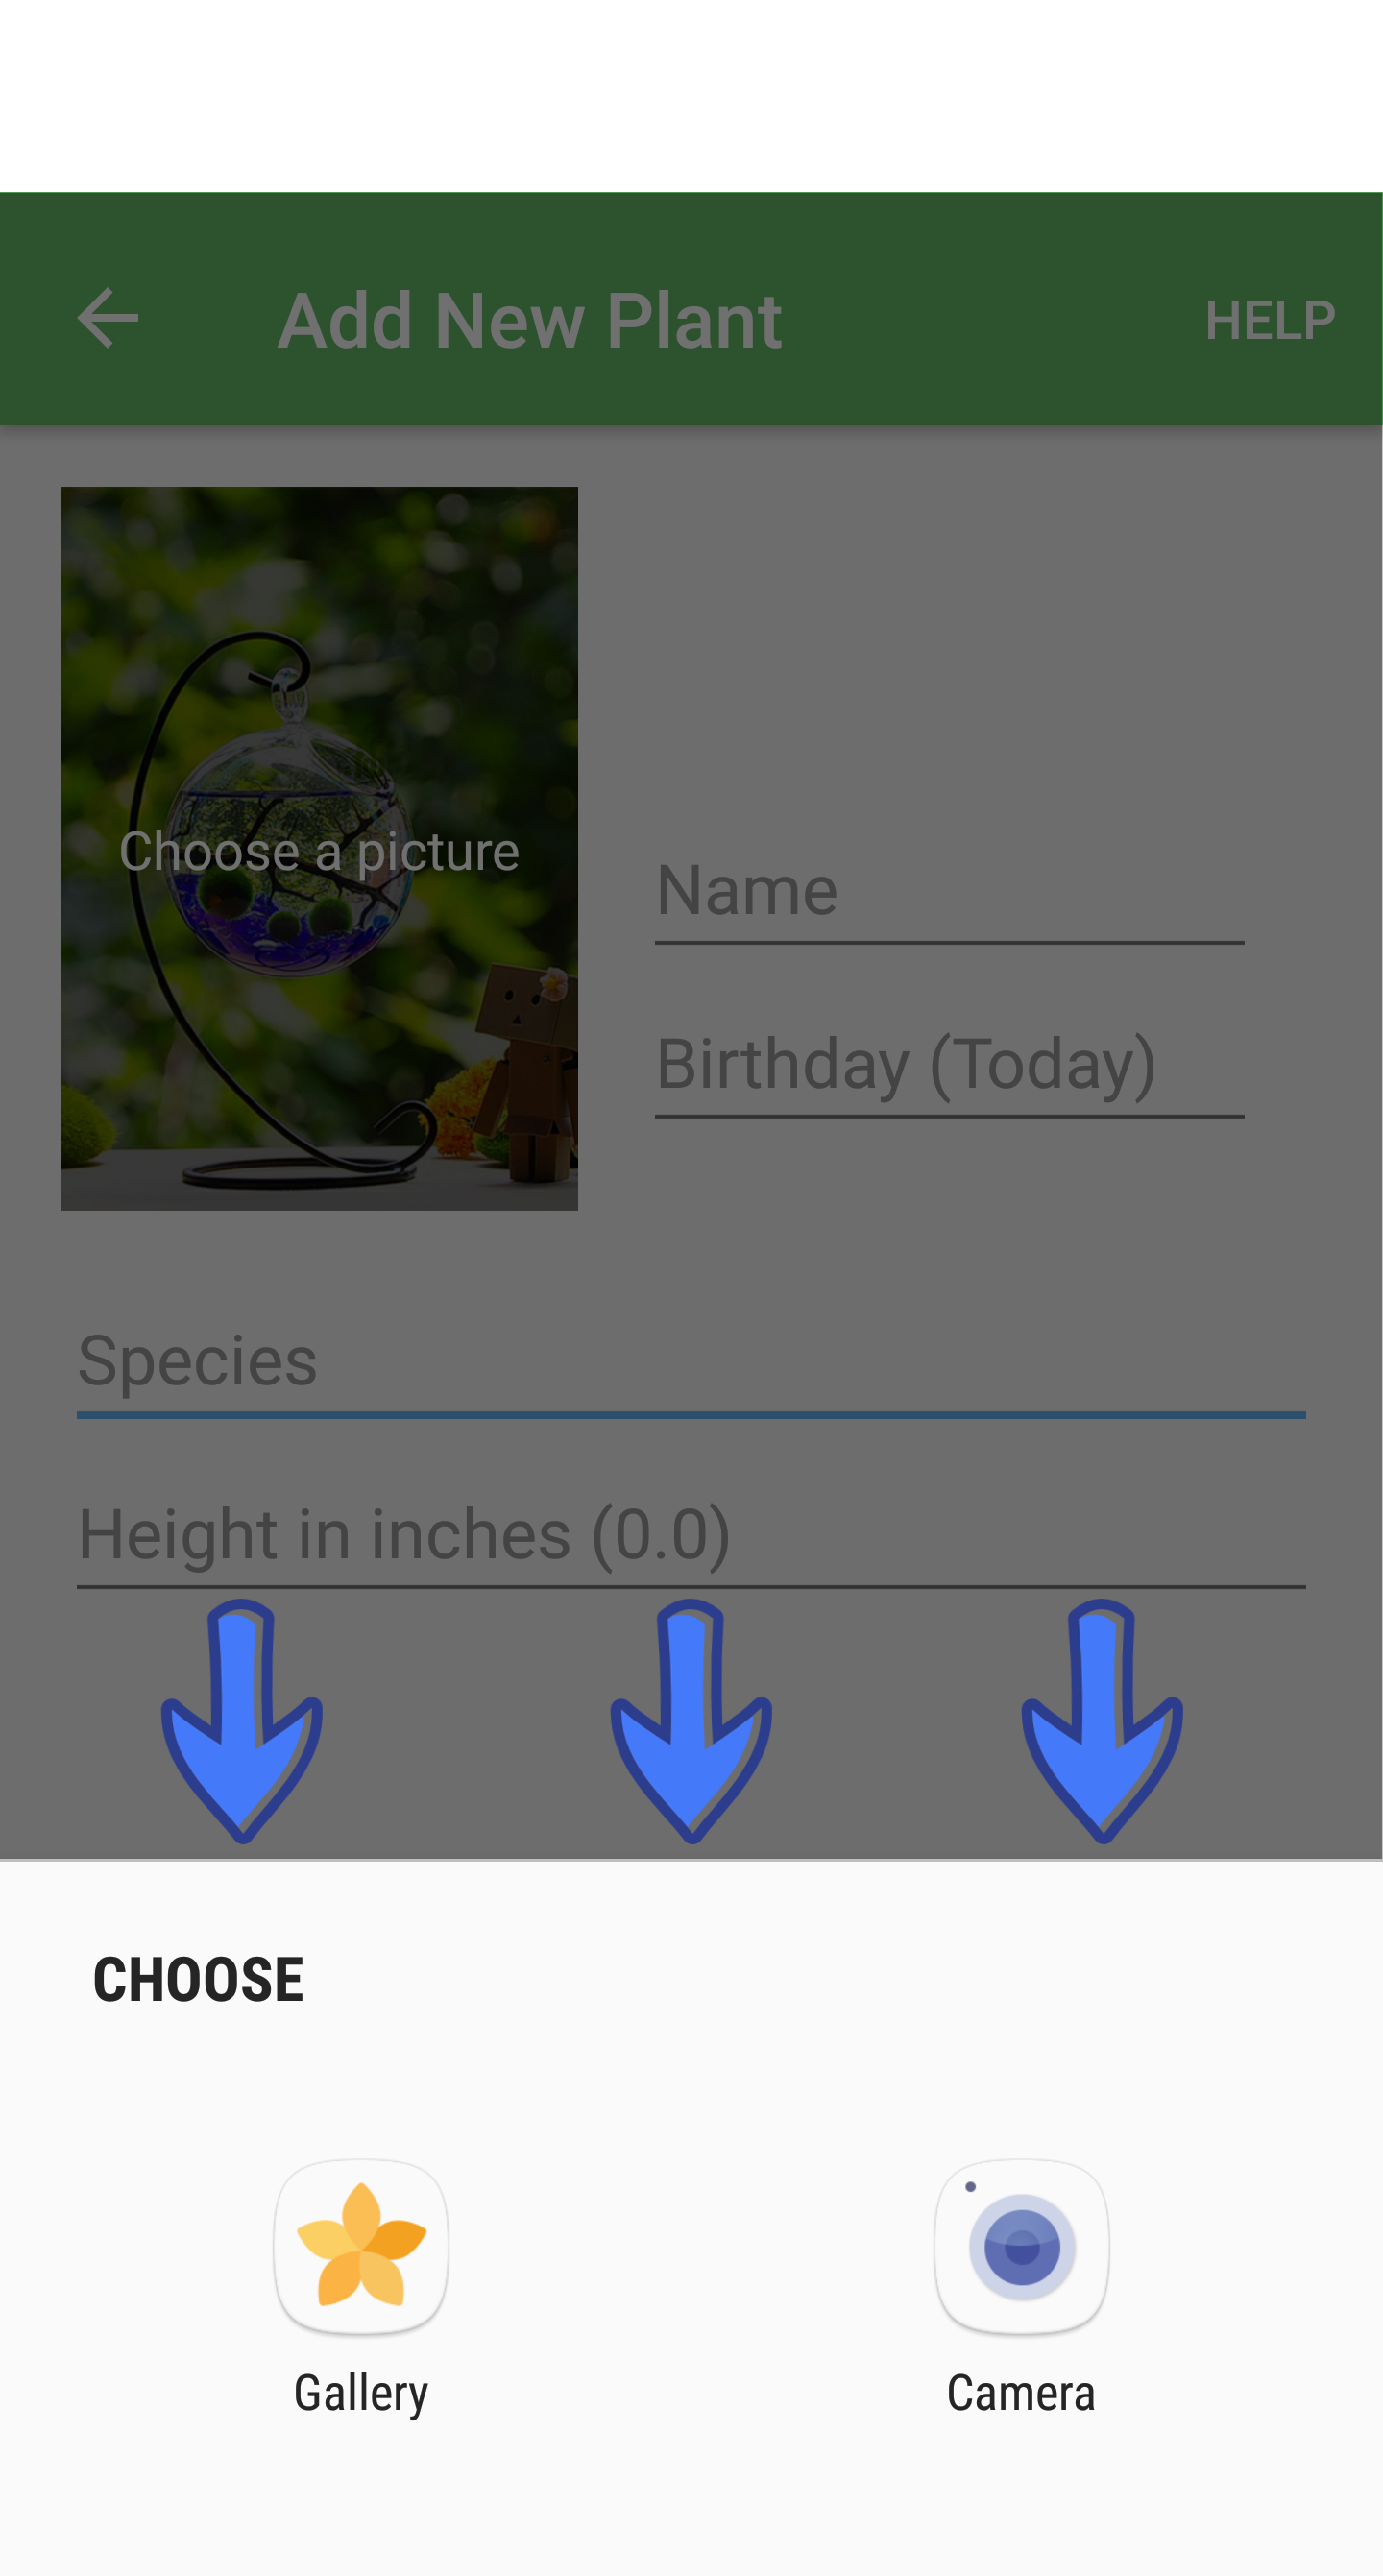 Add New Plant
HELP
Choose a picture
Name
Birthday (Today)
Species
Height in inches (0.0)
CHOOSE
Gallery
Camera